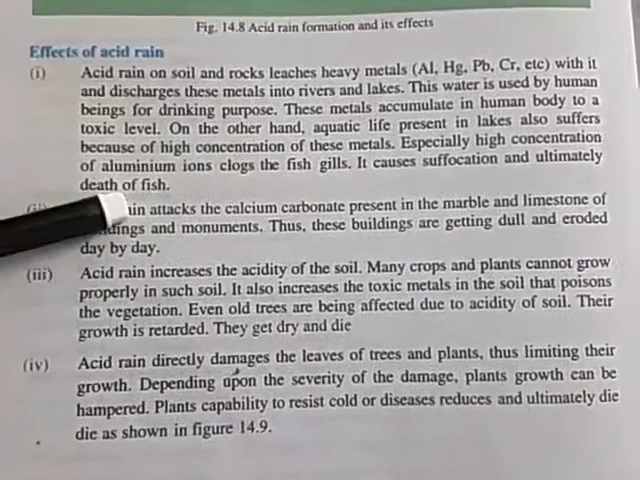 Fig. 14.8 Acid rain formation and its effects
Effects of acid rain
(i) Acid rain on soil and rocks leaches heavy metals (Al, Hg, Pb, Cr, etc) with it
and discharges these metals into rivers and lakes. This water is used by human
beings for drinking purpose. These metals accumulate in human body to a
toxic level. On the other hand, aquatic life present in lakes also suffers
because of high concentration of these metals. Especially high concentration
of aluminium ions clogs the fish gills. It causes suffocation and ultimately
death of fish.
attacks the calcium carbonate present in the marble and limestone of
and monuments. Thus, these buildings are getting dull and eroded
day by day.
(iii) Acid rain increases the acidity of the soil. Many crops and plants cannot grow
properly in such soil. It also increases the toxic metals in the soil that poisons
the vegetation. Even old trees are being affected due to acidity of soil. Their
growth is retarded. They get dry and die
(iv) Acid rain directly damages the leaves of trees and plants, thus limiting their
growth. Depending upon the severity of the damage, plants growth can be
hampered. Plants capability to resist cold or diseases reduces and ultimately die
die as shown in figure 14.9.